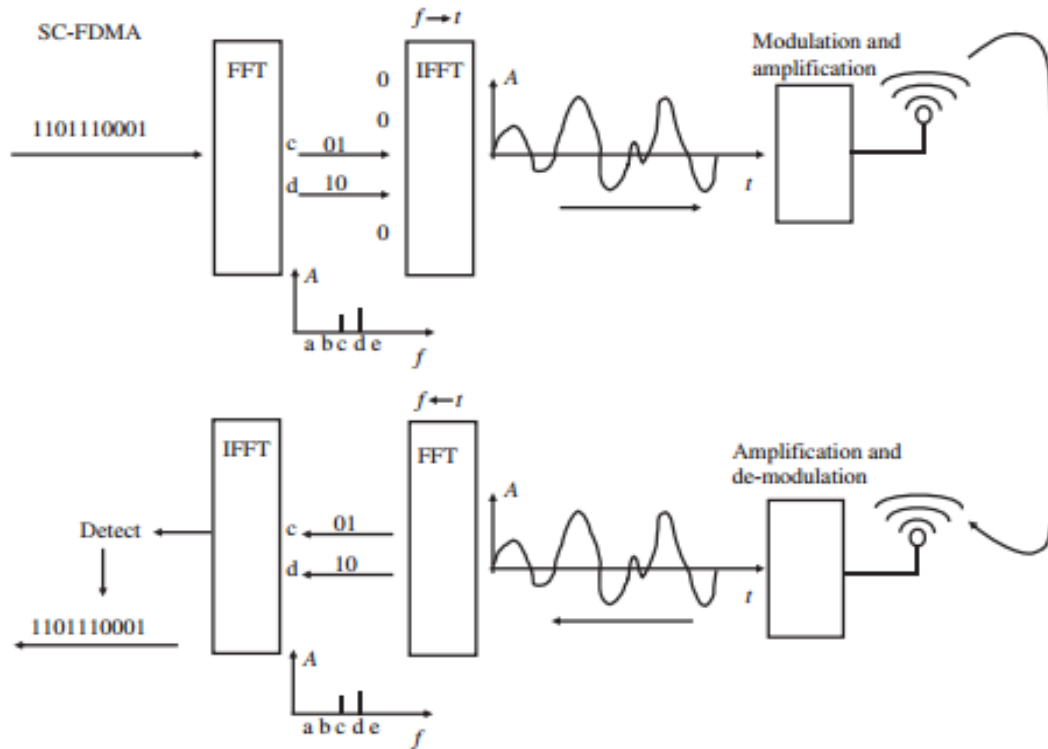 f→t
SC-FDMA
FFT
IFFT
Modulation and
amplification
1101110001
0
0
c 01
d 10
0
A
t
A
a b c d e
f
f←t
IFFT
FFT
Amplification and
de-modulation
A
c 01
d 10
Detect
t
1101110001
A
a b c d e
f